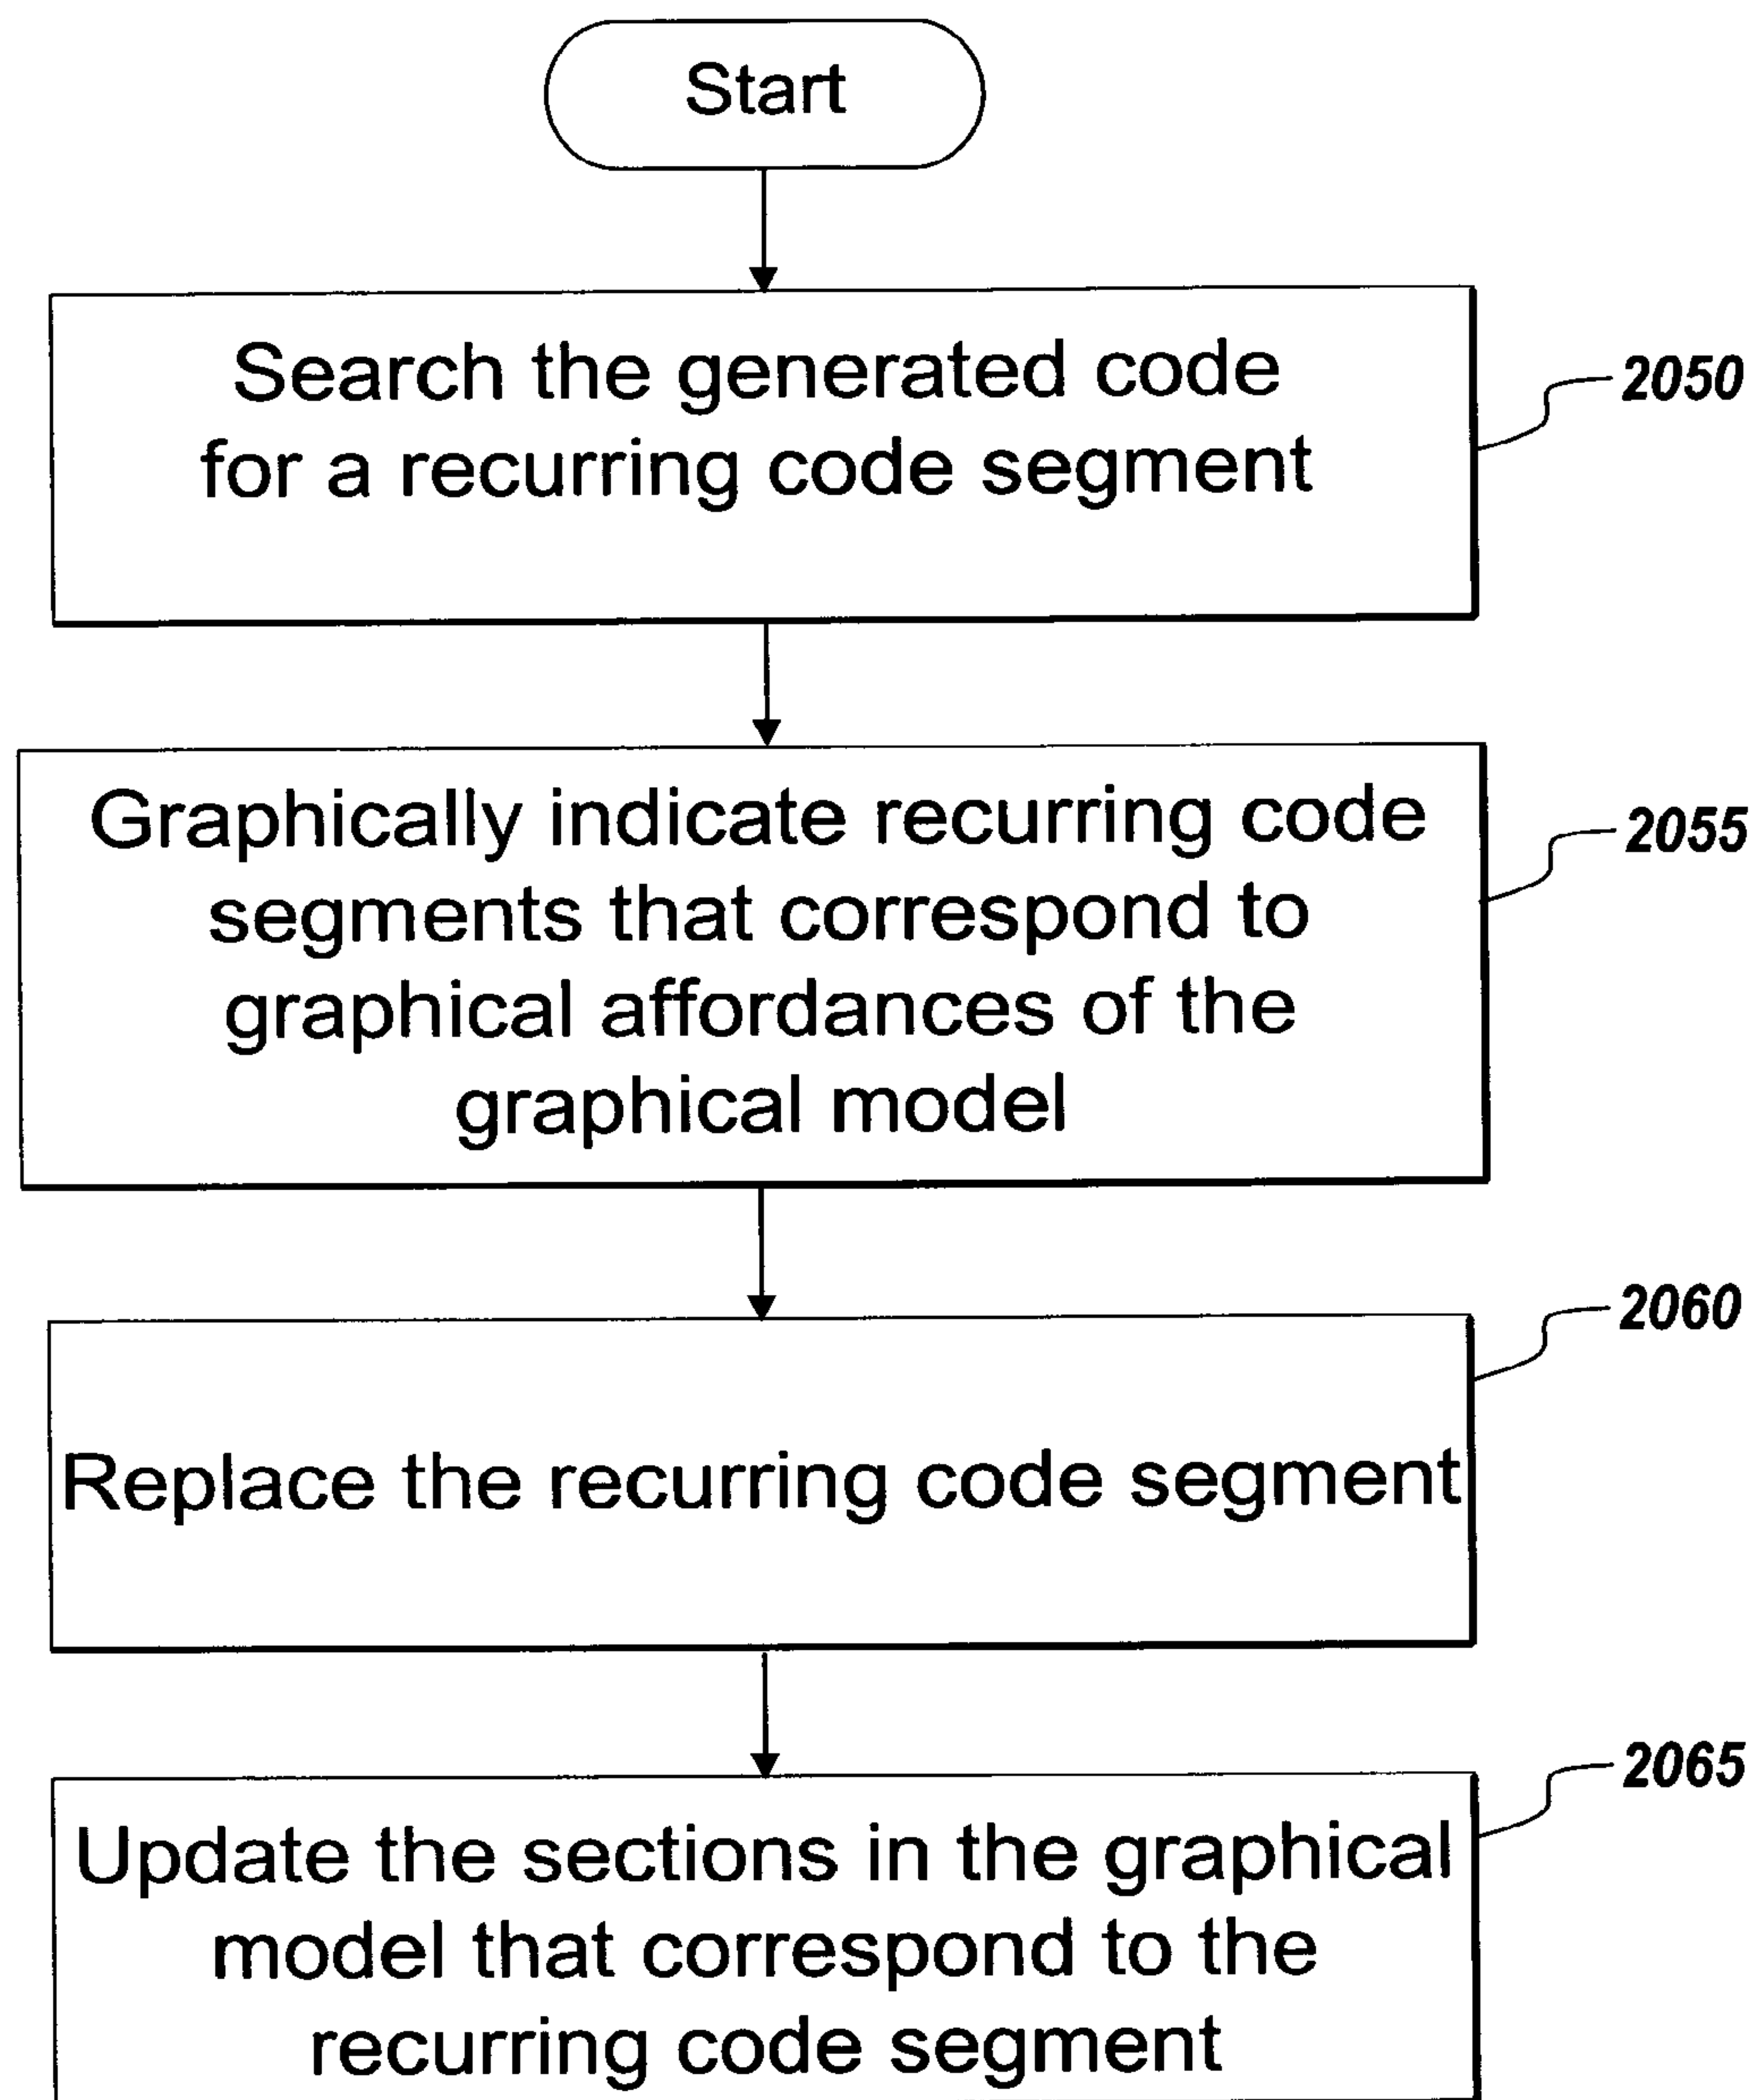 Start
Search the generated code
for a recurring code segment
2050
Graphically indicate recurring code
segments that correspond to
graphical affordances of the
graphical model
2055
2060
Replace the recurring code segment
2065
Update the sections in the graphical
model that correspond to the
recurring code segment